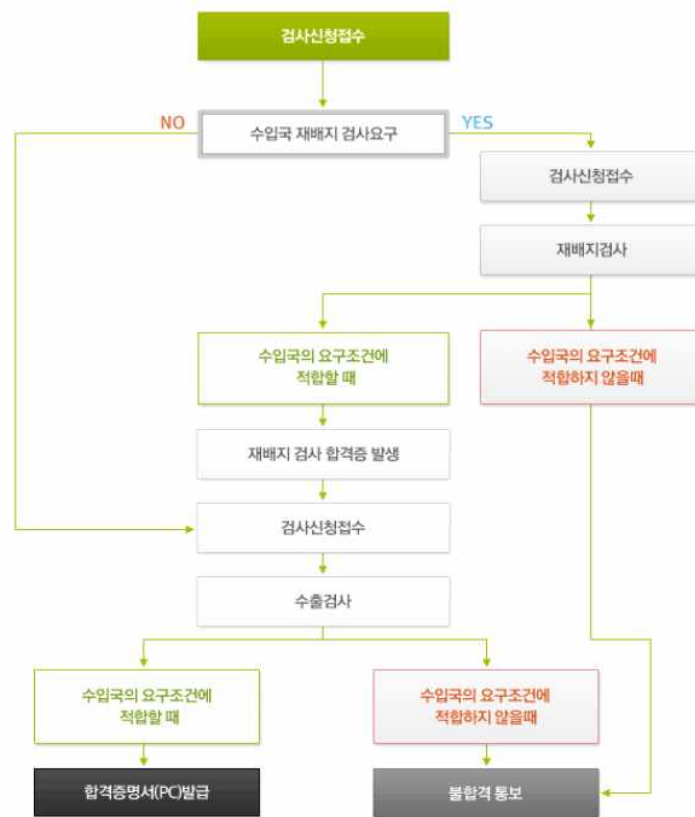 검사신청접수
NO
수입국 재배지 검사요구
YES
검사신청접수
재배지검사
수입국의 요구조건에
적합할 때
수입국의 요구조건에
적합하지 않을때
재배지 검사 합격증 발생
검사신청접수
수출검사
수입국의 요구조건에
적합할 때
수입국의 요구조건에
적합하지 않을때
합격증명서(PC)발급
불합격 통보